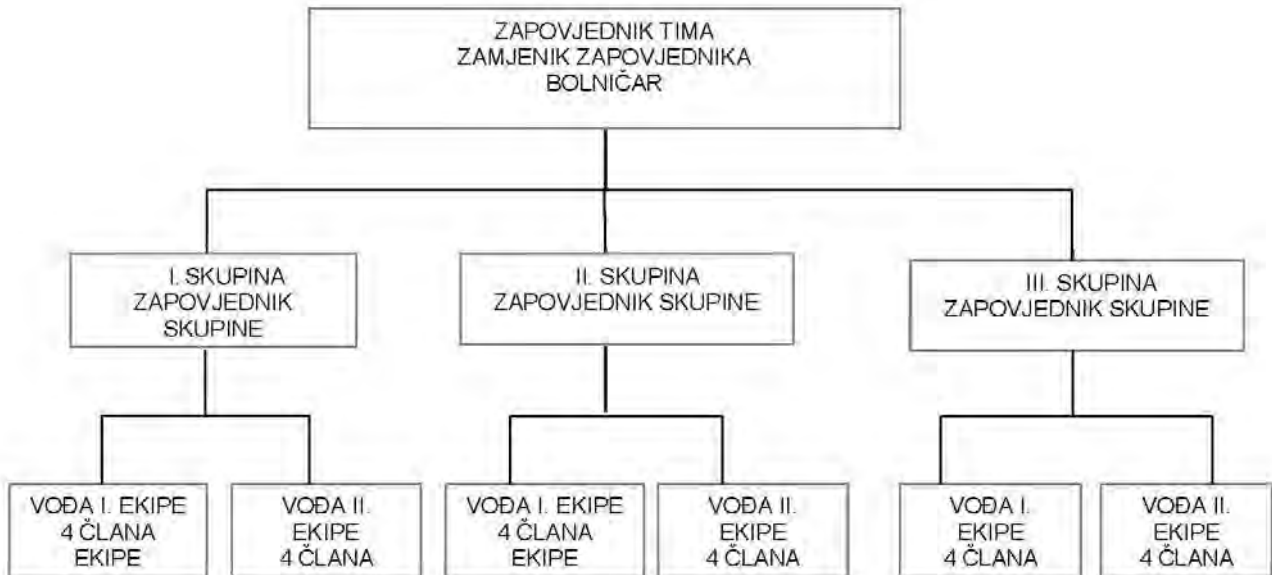 ZAPOVJEDNIK TIMA
ZAMJENIK ZAPOVJEDNIKA
BOLNIČAR
I. SKUPINA
ZAPOVJEDNIK
SKUPINE
II. SKUPINA
ZAPOVJEDNIK SKUPINE
III. SKUPINA
ZAPOVJEDNIK SKUPINE
VOĐA I. EKIPE
4 ČLANA
EKIPE
VOĐA II.
EKIPE
4 ČLANA
VOĐA I. EKIPE
4 ČLANA
EKIPE
VOĐA II.
EKIPE
4 ČLANA
VOĐA I.
EKIPE
4 ČLANA
VOĐA II.
EKIPE
4 ČLANA